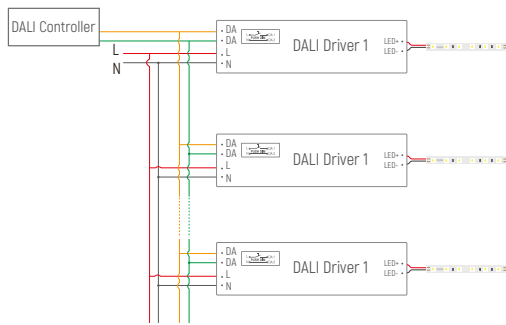 DALI Controller
L
N
DA
DA
L
N
DALI Driver 1
LED+
LED-
DA
DA
L
N
DALI Driver 1
LED+
LED-
DA
DA
L
N
DALI Driver 1
LED+
LED-